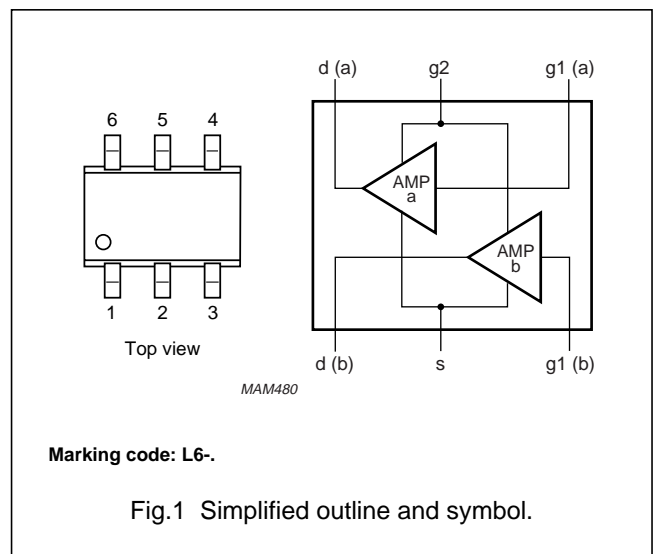 d (a) g2 g1 (a)
6 5 4
AMP
a
AMP
b
1 2 3
Top view
d (b) s g1 (b)
MAM480
Marking code: L6-.
Fig.1 Simplified outline and symbol.